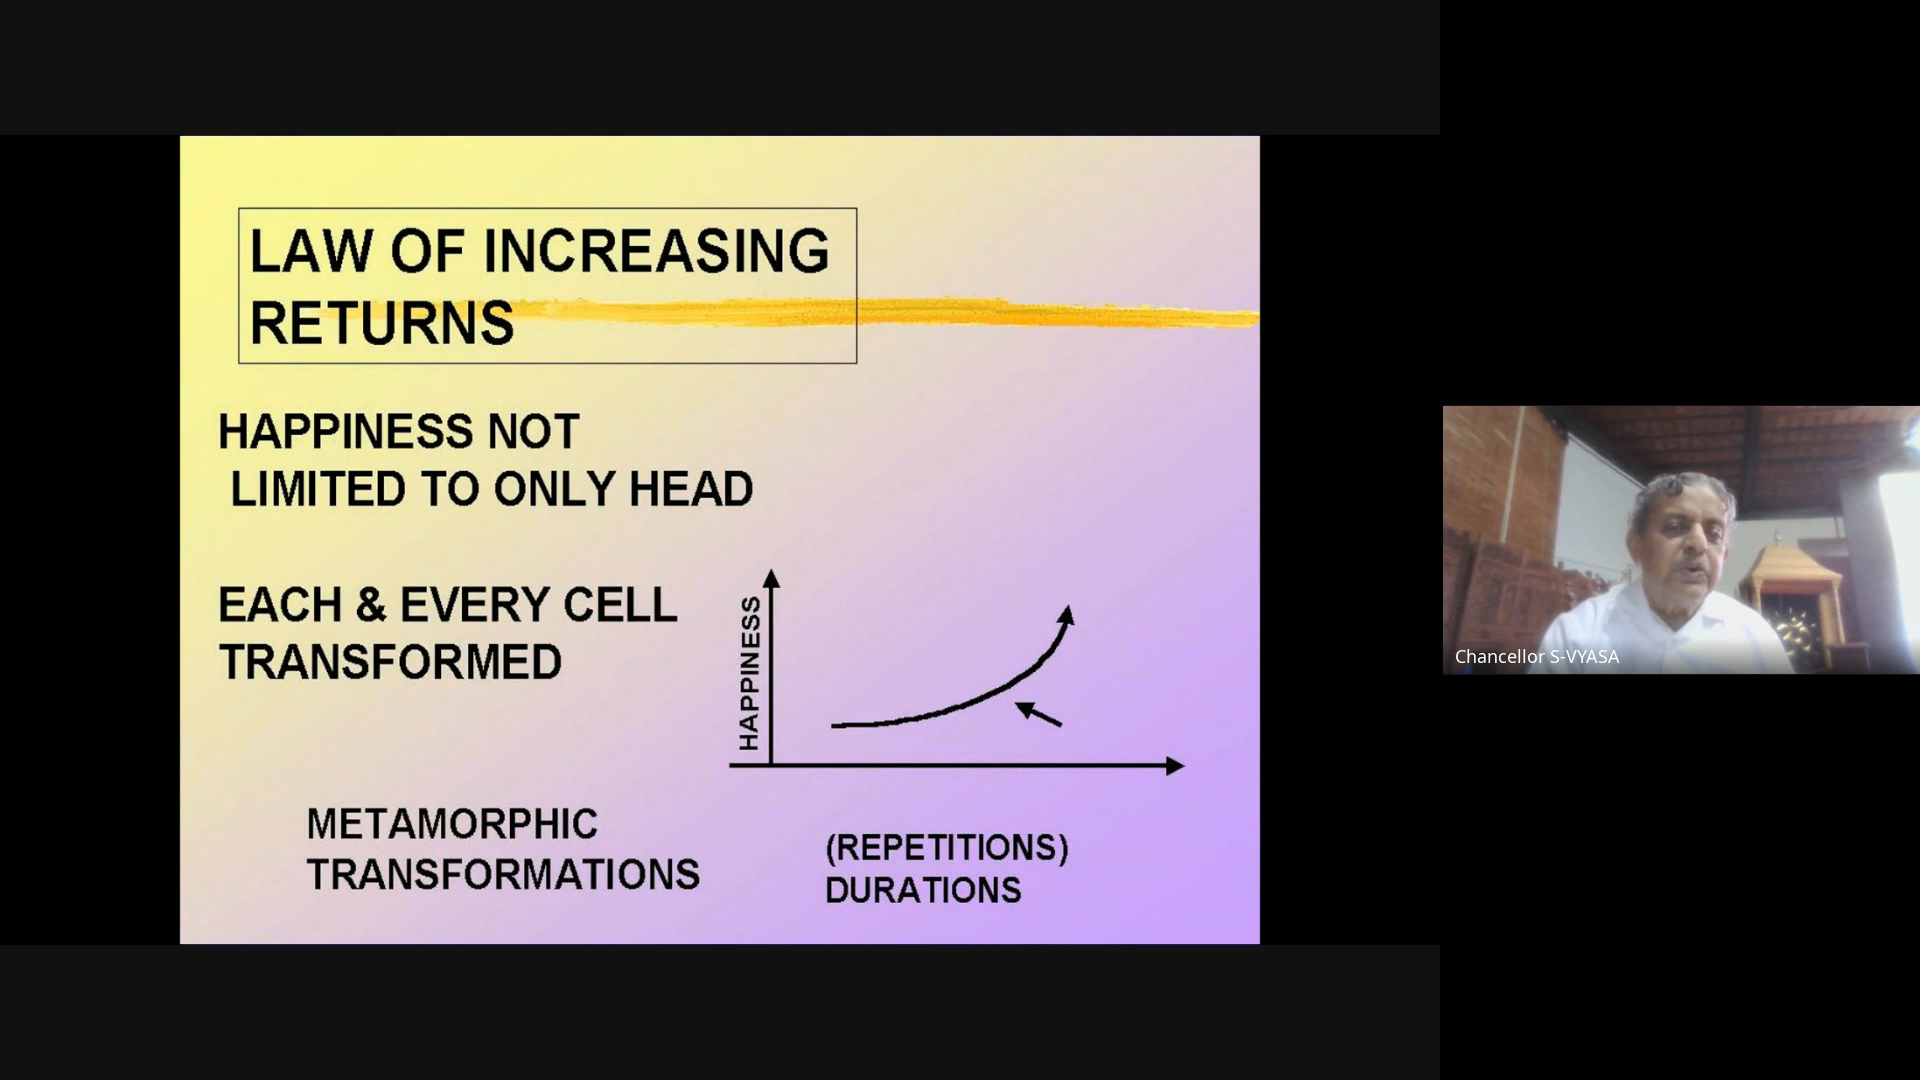 LAW OF INCREASING
RETURNS
HAPPINESS NOT
LIMITED TO ONLY HEAD
EACH & EVERY CELL
TRANSFORMED
HAPPINESS
METAMORPHIC
TRANSFORMATIONS
(REPETITIONS)
DURATIONS
Chancellor S-VYASA